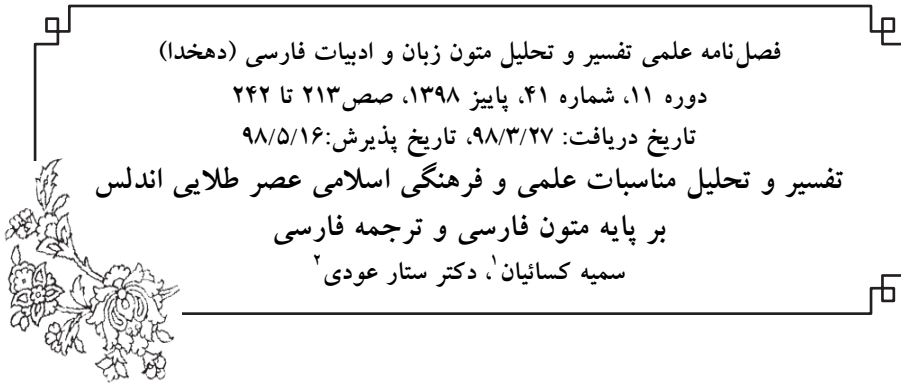 فصل‌نامه علمی تفسیر و تحلیل متون زبان و ادبیات فارسی (دهخدا)
دوره ۱۱، شماره ۴۱، پاییز ۱۳۹۸، صص۲۱۳ تا ۲۴۲
تاریخ دریافت: ۹۸/۳/۲۷، تاریخ پذیرش:۹۸/۵/۱۶
تفسیر و تحلیل مناسبات علمی و فرهنگی اسلامی عصر طلایی اندلس
بر پایه متون فارسی و ترجمه فارسی
سمیه کسائیان۱، دکتر ستار عودی۲